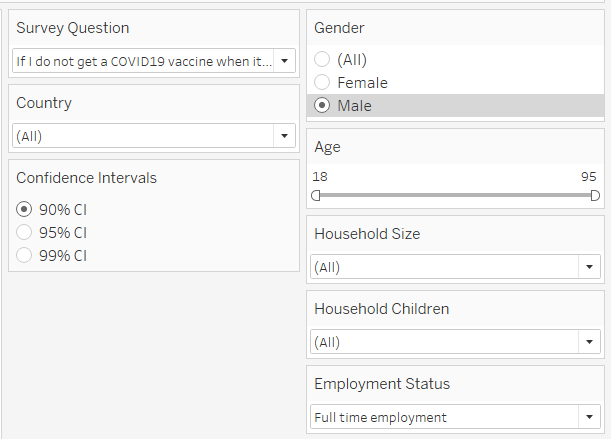 Survey Question
If I do not get a COVID19 vaccine when it...
Country
(All)
Confidence Intervals
90% CI
95% CI
99% CI
Gender
(All)
Female
Male
Age
18 95
Household Size
(All)
Household Children
(All)
Employment Status
Full time employment